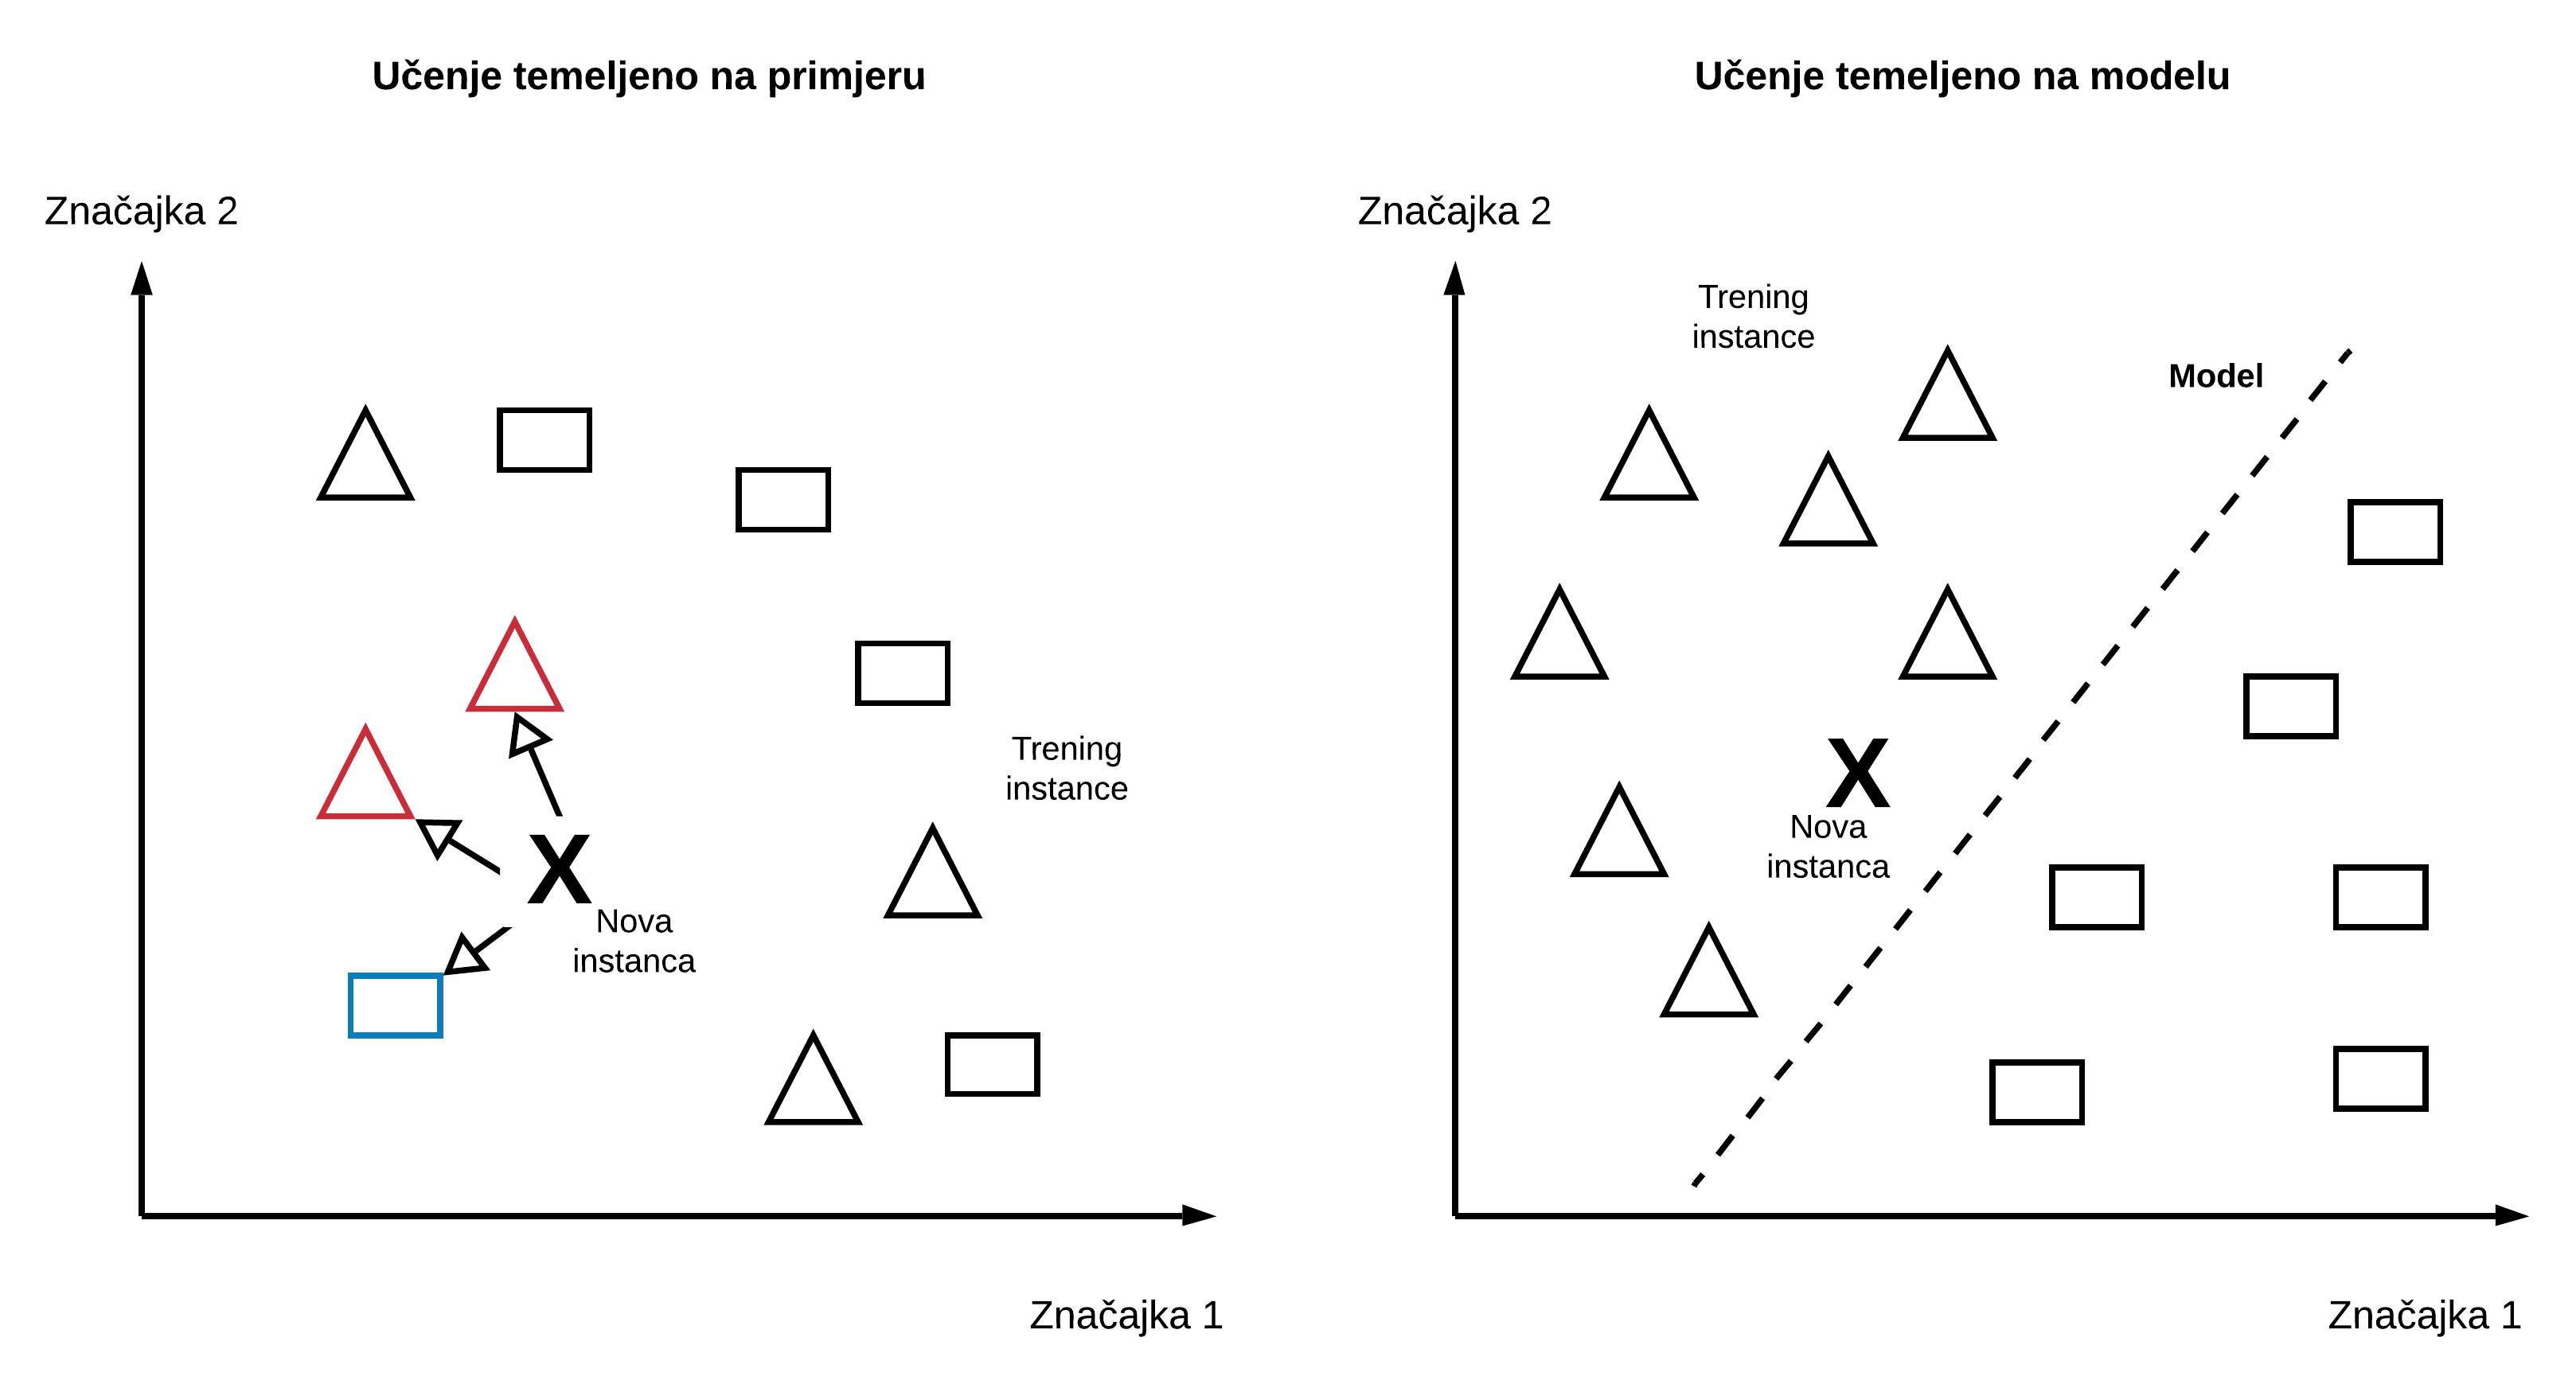 Učenje temeljeno na primjeru
Značajka 2
Trening
instance
X
Nova
instanca
Značajka 1
Učenje temeljeno na modelu
Značajka 2
Trening
instance
Model
X
Nova
instanca
Značajka 1